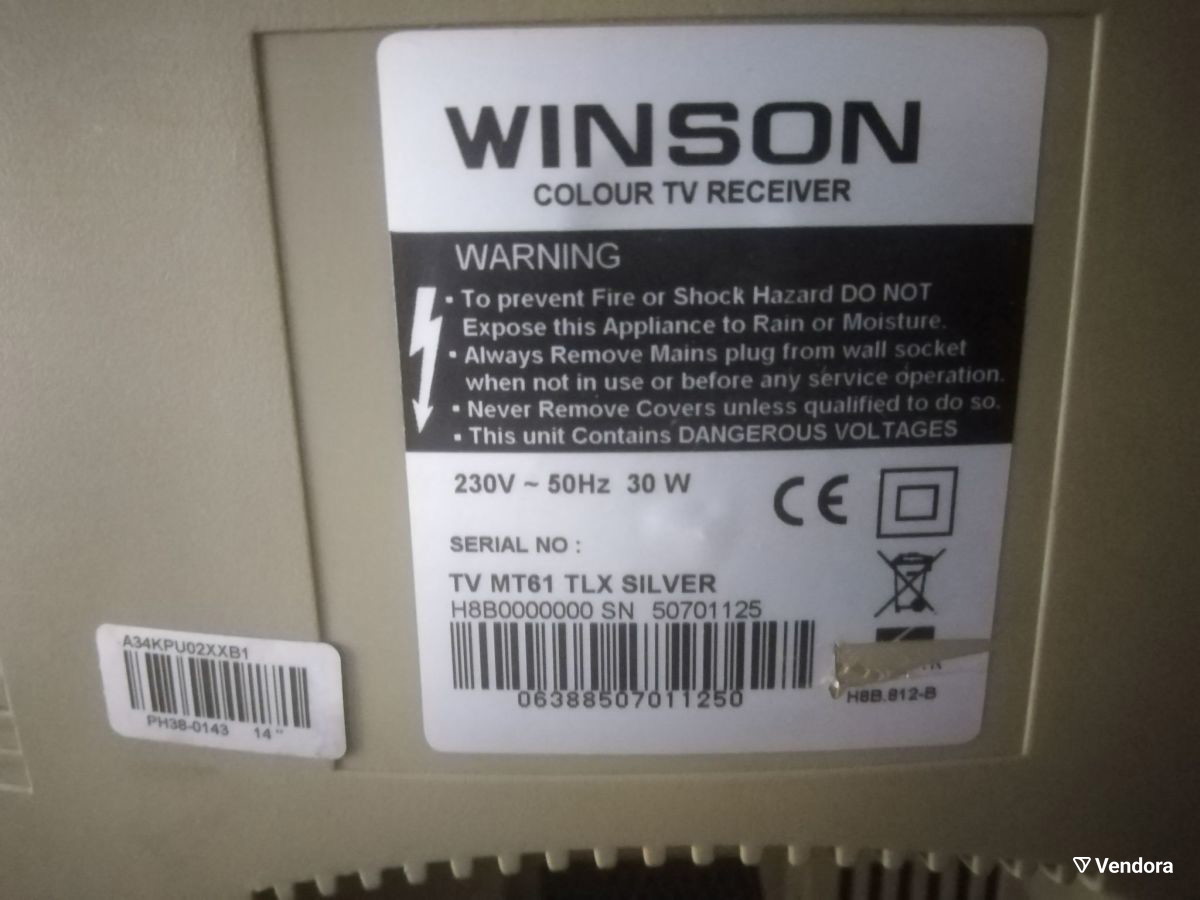 WINSON
COLOUR TV RECEIVER
WARNING
• To prevent Fire or Shock Hazard DO NOT
Expose this Appliance to Rain or Moisture.
• Always Remove Mains plug from wall socket
when not in use or before any service operation.
• Never Remove Covers unless qualified to do so.
• This unit Contains DANGEROUS VOLTAGES
230V ~ 50Hz 30 W
CE
SERIAL NO :
TV MT61 TLX SILVER
H8B0000000 SN 50701125
06388507011250
H8B.812-B
A34KPU02XXB1
PH38-0143 14"
Vendora